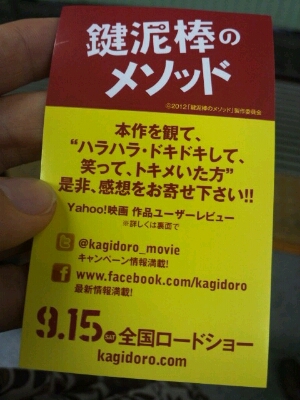 鍵泥棒の
メソッド
©2012「鍵泥棒のメソッド」製作委員会
本作を観て、
“ハラハラ・ドキドキして、
笑って、トキメいた方”
是非、感想をお寄せ下さい!!
Yahoo!映画 作品ユーザーレビュー
※詳しくは裏面で
@kagidoro_movie
キャンペーン情報満載!
f www.facebook.com/kagidoro
最新情報満載!
9.15 sat 全国ロードショー
kagidoro.com